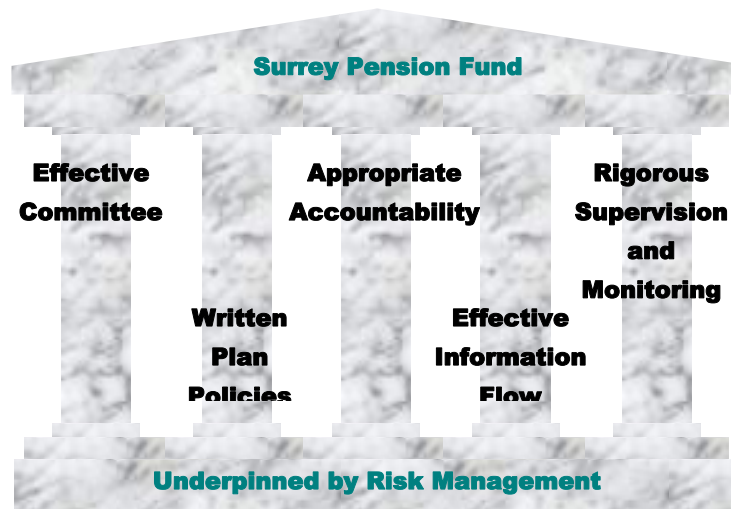 Surrey Pension Fund
Effective
Committee
Written
Plan
Policies
Appropriate
Accountability
Effective
Information
Flow
Rigorous
Supervision
and
Monitoring
Underpinned by Risk Management